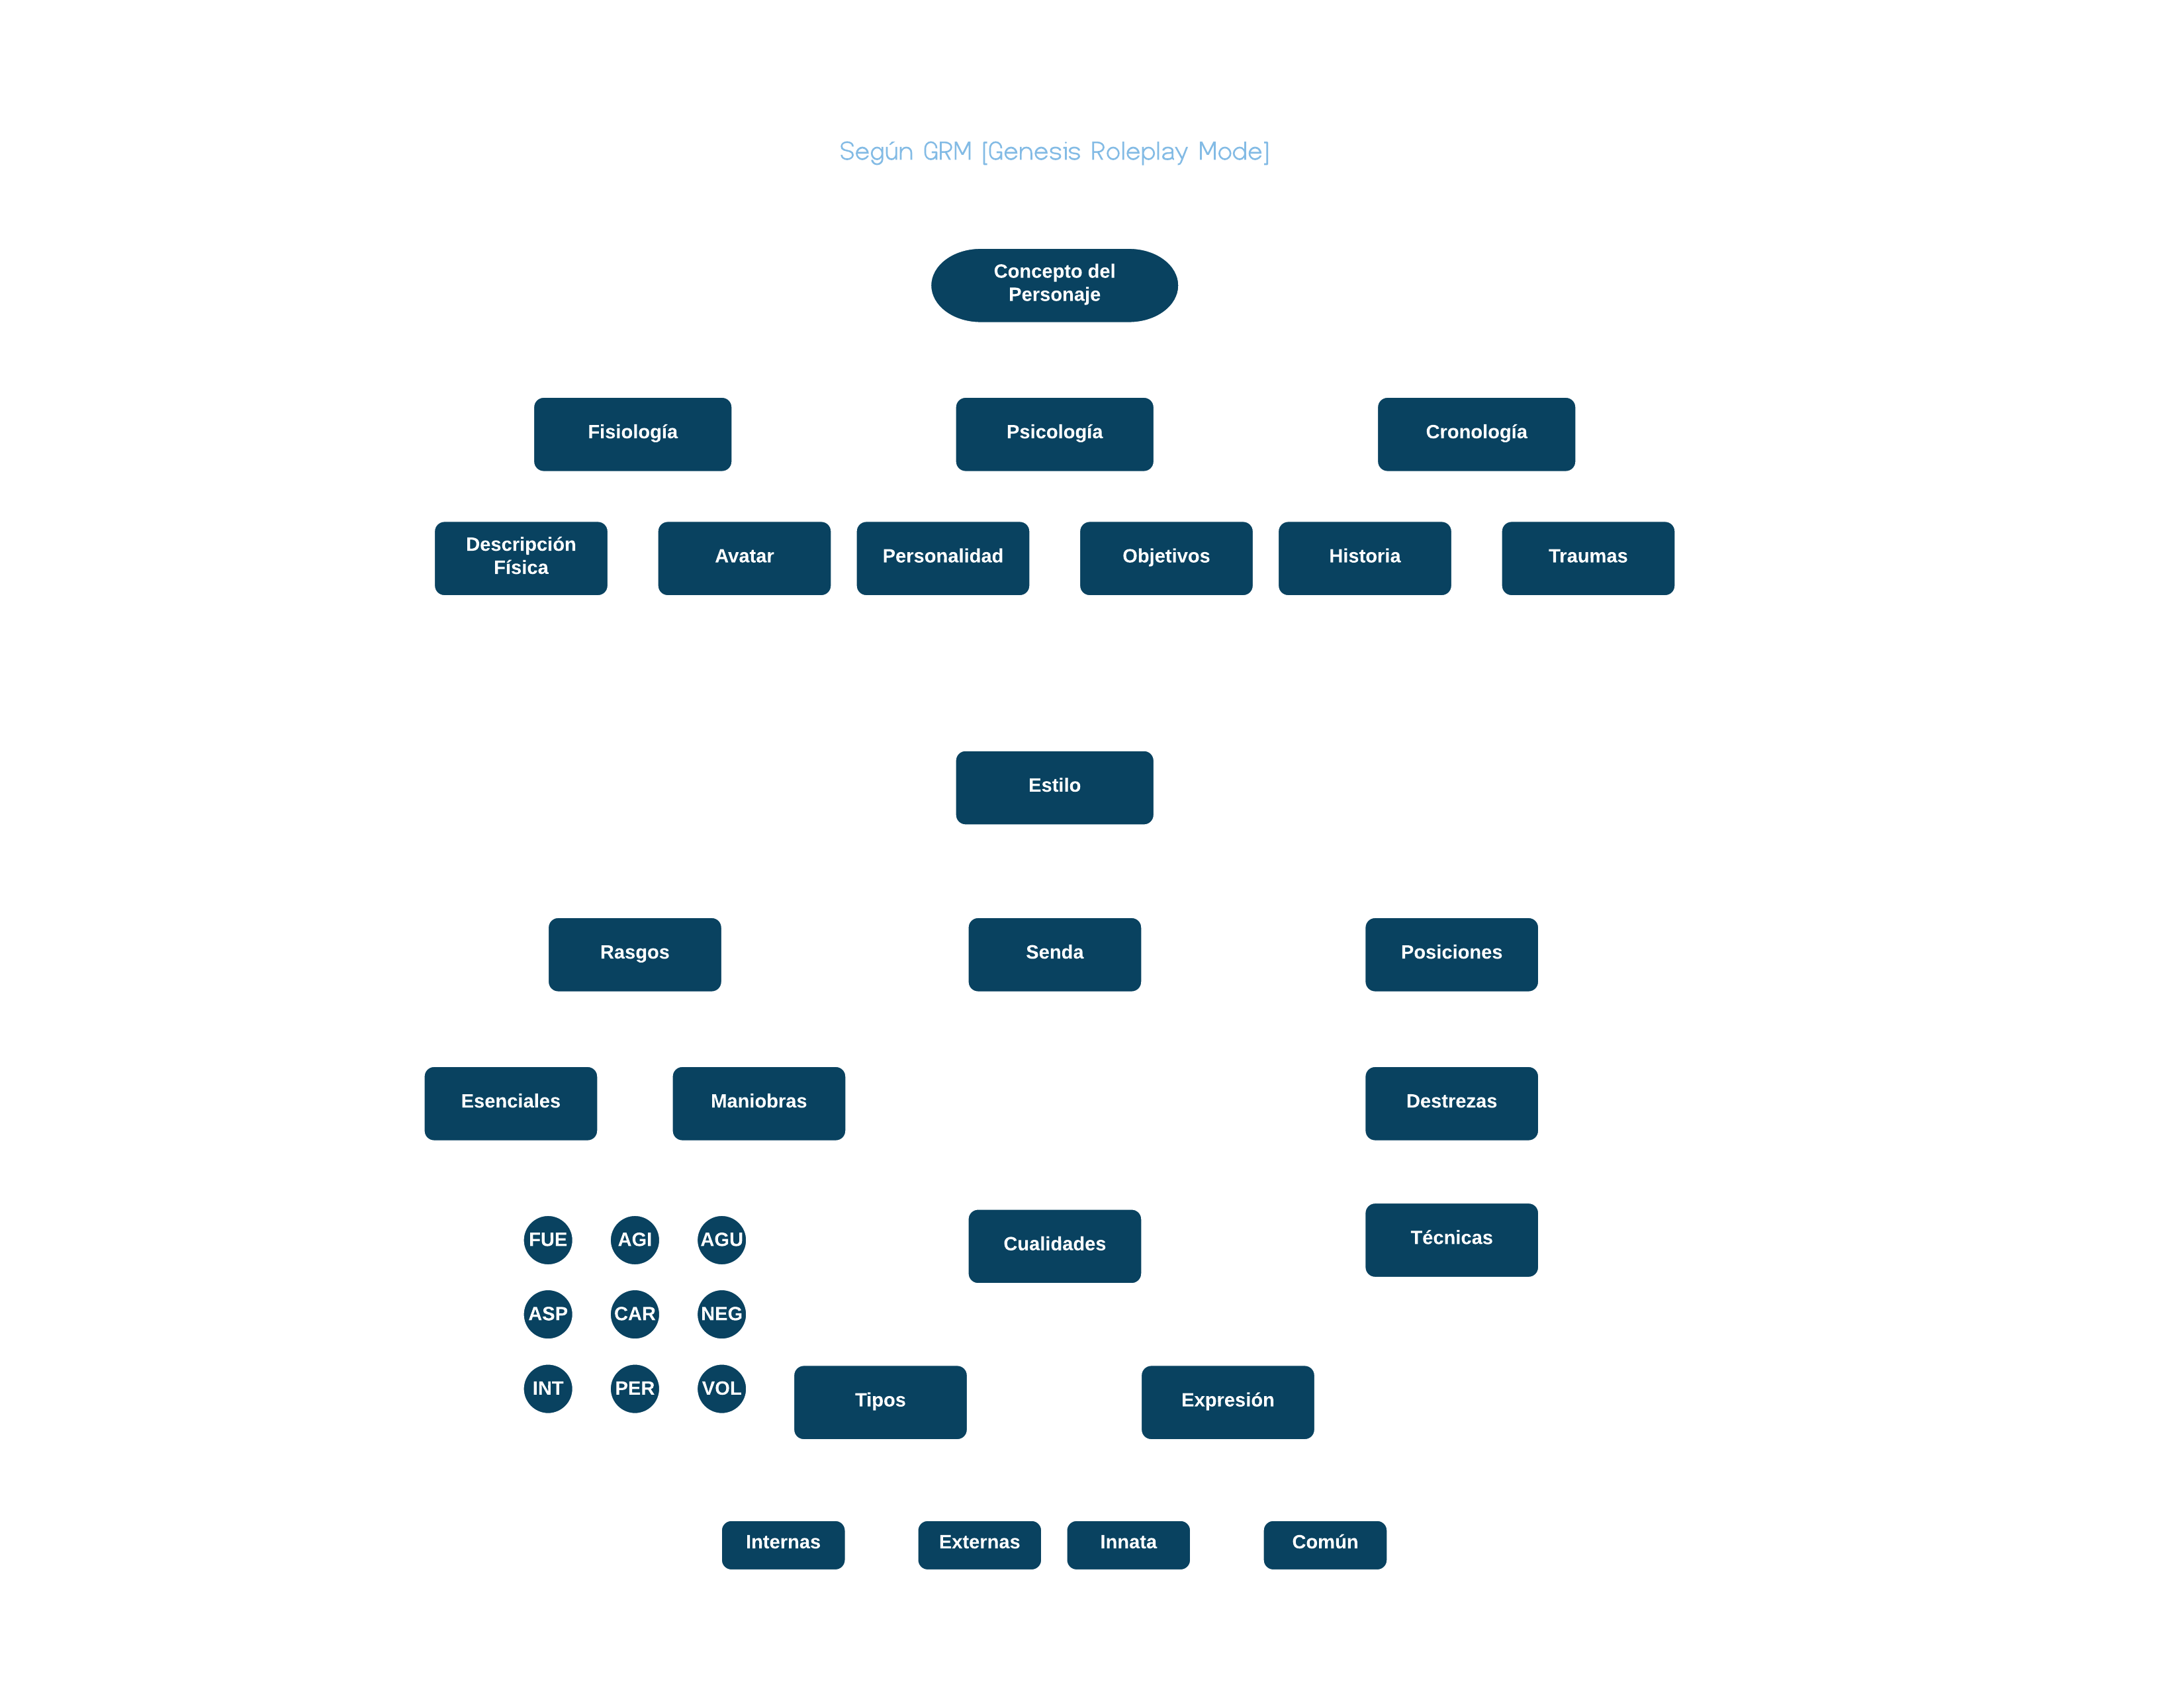 Según GRM [Genesis Roleplay Mode]
Concepto del
Personaje
Fisiología
Psicología
Cronología
Descripción
Física
Avatar
Personalidad
Objetivos
Historia
Traumas
Estilo
Rasgos
Senda
Posiciones
Esenciales
Maniobras
Destrezas
FUE
AGI
AGU
Cualidades
Técnicas
ASP
CAR
NEG
INT
PER
VOL
Tipos
Expresión
Internas
Externas
Innata
Común